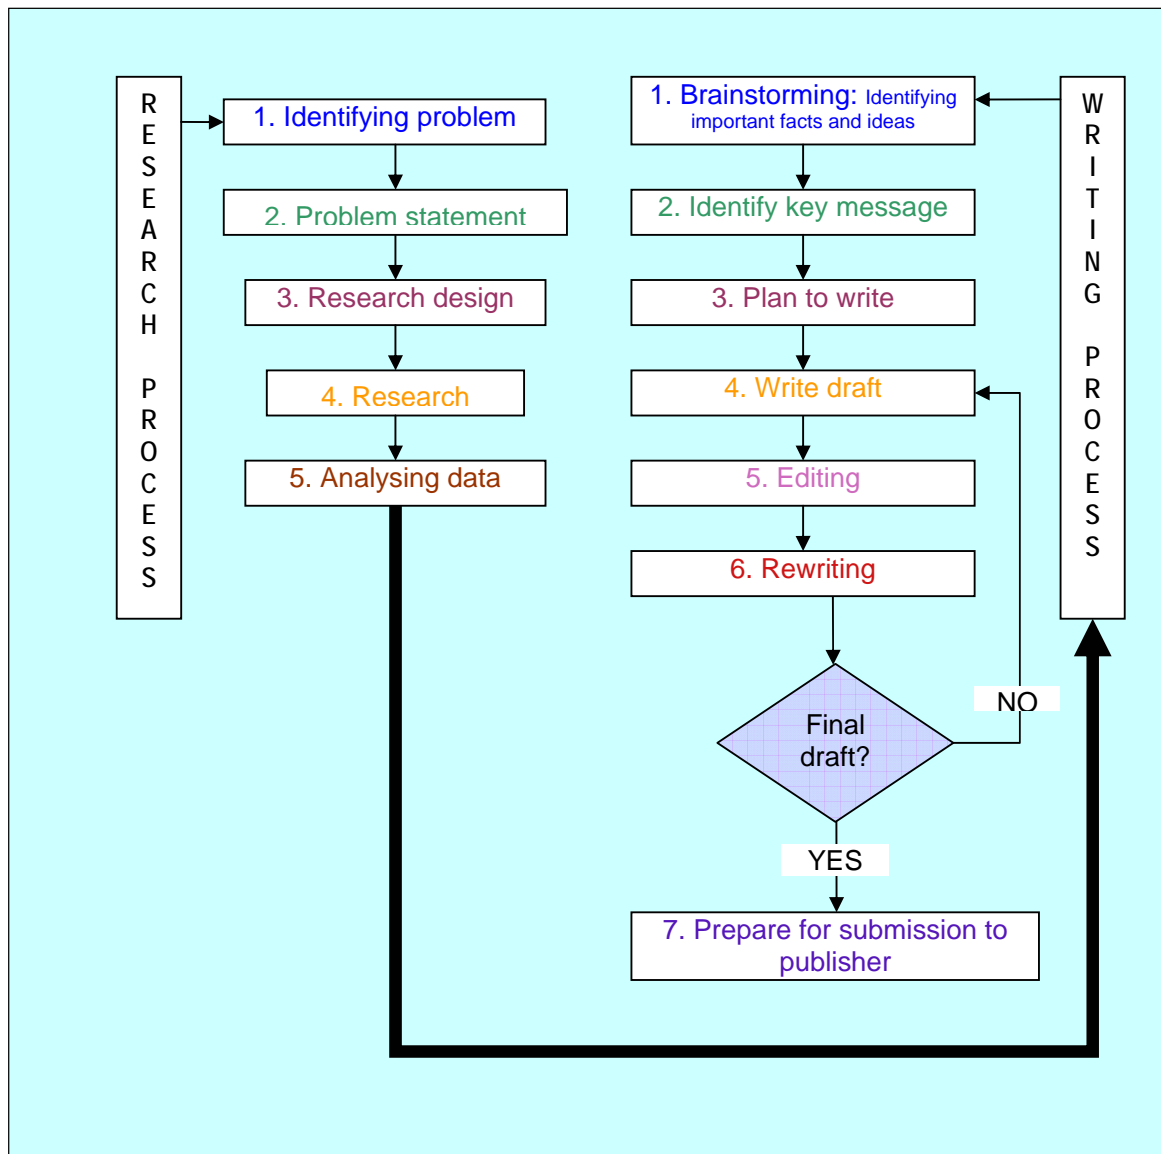 RESEARCH PROCESS
1. Identifying problem
2. Problem statement
3. Research design
4. Research
5. Analysing data
1. Brainstorming: Identifying
important facts and ideas
2. Identify key message
3. Plan to write
4. Write draft
5. Editing
6. Rewriting
Final
draft?
NO
YES
7. Prepare for submission to
publisher
WRITING PROCESS